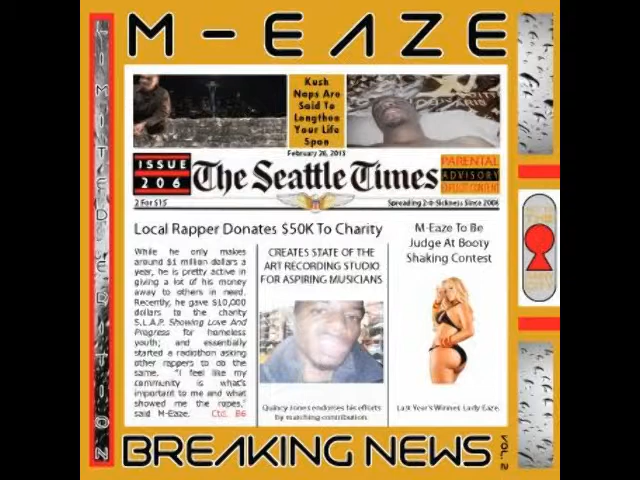 M-EAZE
LIMITED EDITION
Kush
Naps Are
Said To
Lengthen
Your Life
Span
February 26, 2013
ISSUE
206
The Seattle Times
PARENTAL
ADVISORY
EXPLICIT CONTENT
2 For $15
Spreading 2-0-Sickness Since 2006
Local Rapper Donates $50K To Charity
While he only makes
around $1 million dollars a
year, he is pretty active in
giving a lot of his money
away to others in need.
Recently, he gave $10,000
dollars to the charity
S.L.A.P. Showing Love And
Progress for homeless
youth; and essentially
started a radiothon asking
other rappers to do the
same. "I feel like my
community is what's
important to me and what
showed me the ropes,"
said M-Eaze. Ctd. B6
CREATES STATE OF THE
ART RECORDING STUDIO
FOR ASPIRING MUSICIANS
Quincy Jones endorses his efforts
by matching contribution.
M-Eaze To Be
Judge At Booty
Shaking Contest
Last Year's Winner, Lady Eaze
BREAKING NEWS
VOL. 2